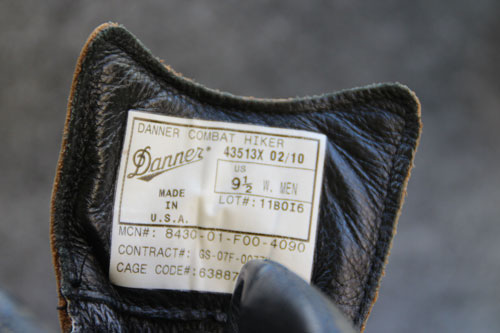 DANNER COMBAT HIKER
Danner® 43513X 02/10
US
9½ W. MEN
MADE
IN
U.S.A.
LOT#:11B0I6
MCN#: 8430-01-F00-4090
CONTRACT#:
CAGE CODE#: